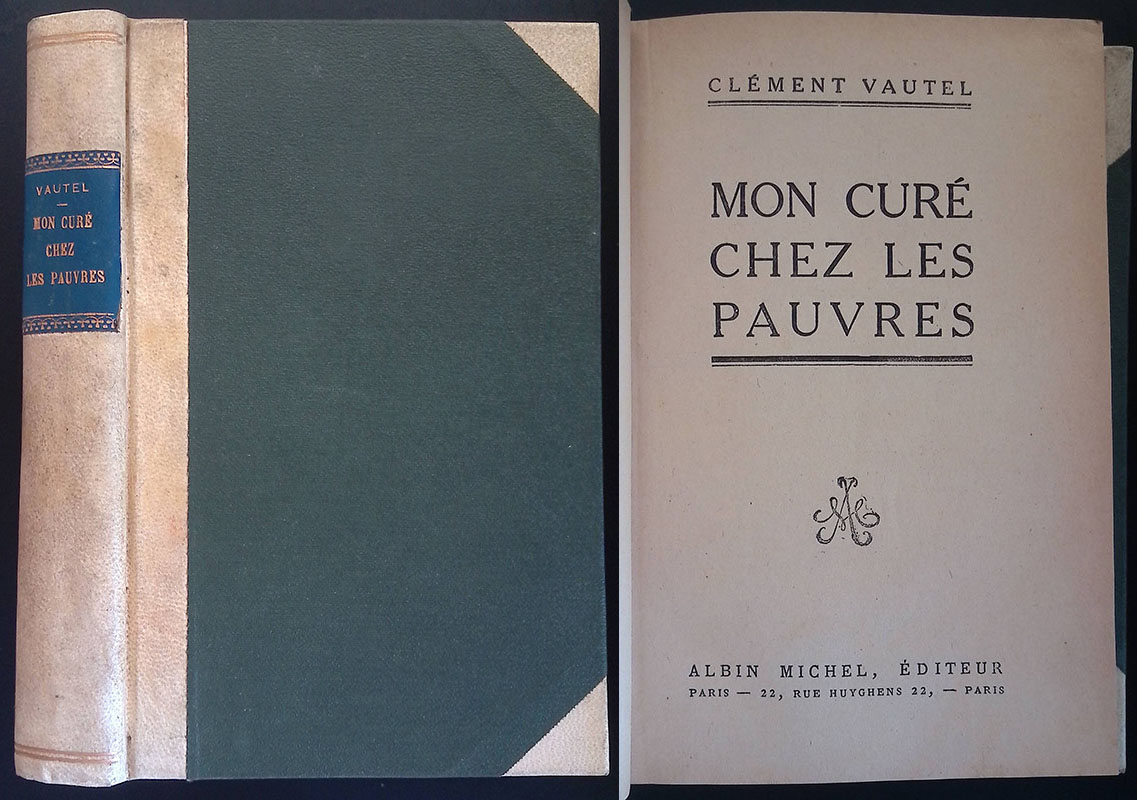 VAUTEL
MON CURÉ
CHEZ
LES PAUVRES
CLÉMENT VAUTEL
MON CURÉ
CHEZ LES
PAUVRES
ALBIN MICHEL, ÉDITEUR
PARIS — 22, RUE HUYGHENS 22, — PARIS